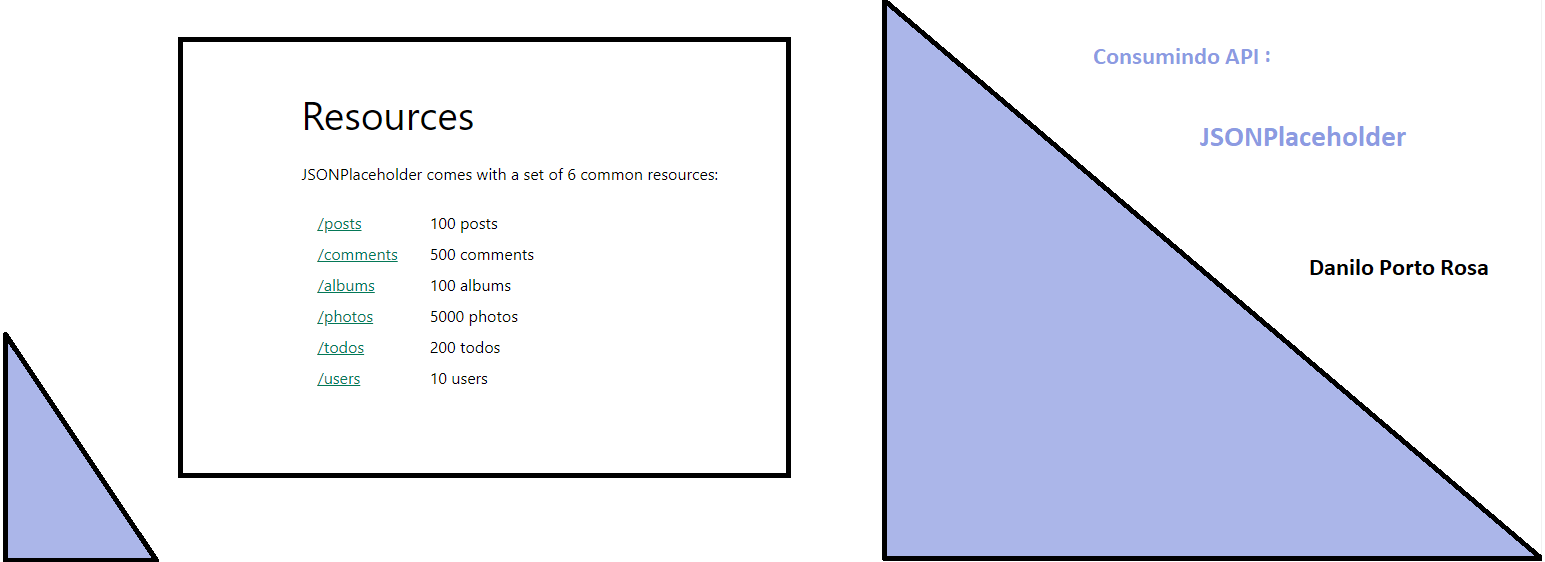 Resources
JSONPlaceholder comes with a set of 6 common resources:
/posts 100 posts
/comments 500 comments
/albums 100 albums
/photos 5000 photos
/todos 200 todos
/users 10 users
Consumindo API :
JSONPlaceholder
Danilo Porto Rosa